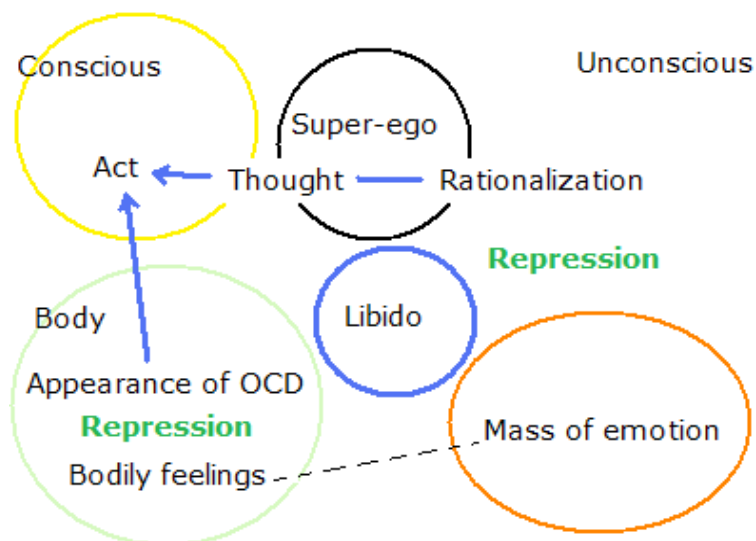 Conscious
Unconscious
Super-ego
Act
Thought
Rationalization
Repression
Body
Libido
Appearance of OCD
Repression
Mass of emotion
Bodily feelings